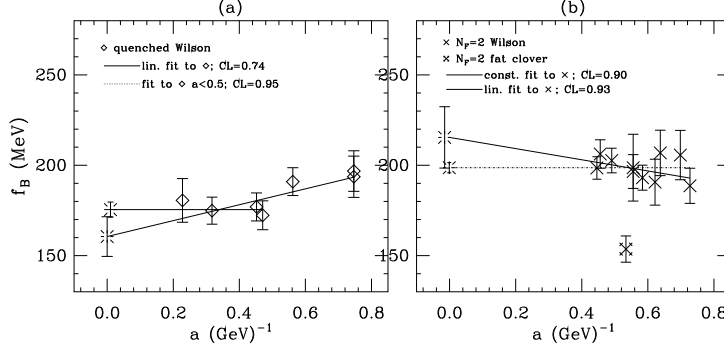 (a)
(b)
◇ quenched Wilson
lin. fit to ◇; CL=0.74
fit to ◇ a<0.5; CL=0.95
× N_F=2 Wilson
※ N_F=2 fat clover
const. fit to ×; CL=0.90
lin. fit to ×; CL=0.93
f_B (MeV)
250
200
150
250
200
150
0.0 0.2 0.4 0.6 0.8
0.0 0.2 0.4 0.6 0.8
a (GeV)⁻¹
a (GeV)⁻¹